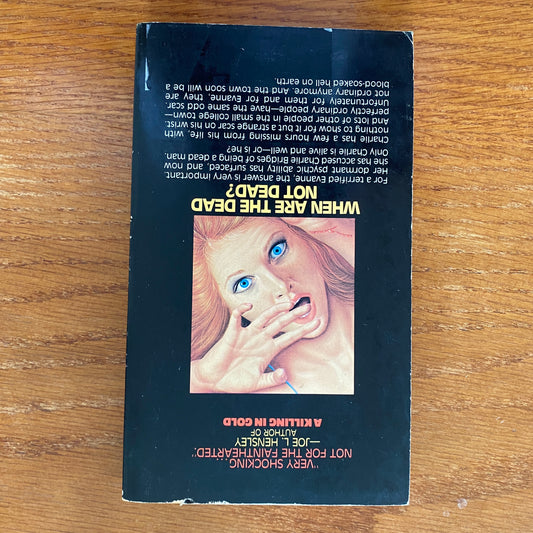 "VERY SHOCKING...
NOT FOR THE FAINTHEARTED."
—JOE L. HENSLEY
AUTHOR OF
A KILLING IN GOLD
WHEN ARE THE DEAD
NOT DEAD?
For a terrified Evanne, the answer is very important.
Her dormant psychic ability has surfaced, and now
she has accused Charlie Bridges of being a dead man.
Only Charlie is alive and well—or is he?
Charlie has a few hours missing from his life, with
nothing to show for it but a strange scar on his wrist.
And lots of other people in the small college town—
perfectly ordinary people—have the same odd scar.
Unfortunately for them and for Evanne, they are
not ordinary anymore. And the town soon will be a
blood-soaked hell on earth.